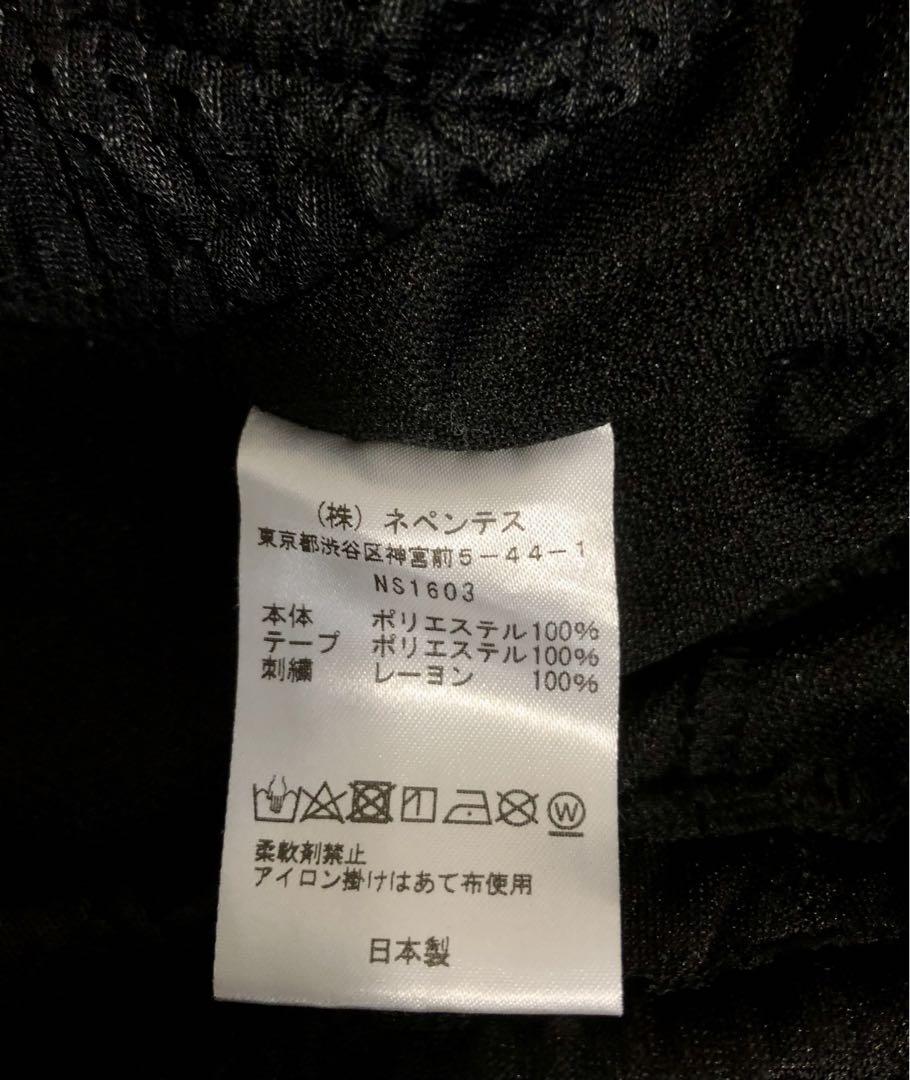 (株)ネペンテス
東京都渋谷区神宮前5-44-1
NS1603
本体 ポリエステル100%
テープ ポリエステル100%
刺繍 レーヨン 100%
W
柔軟剤禁止
アイロン掛けはあて布使用
日本製